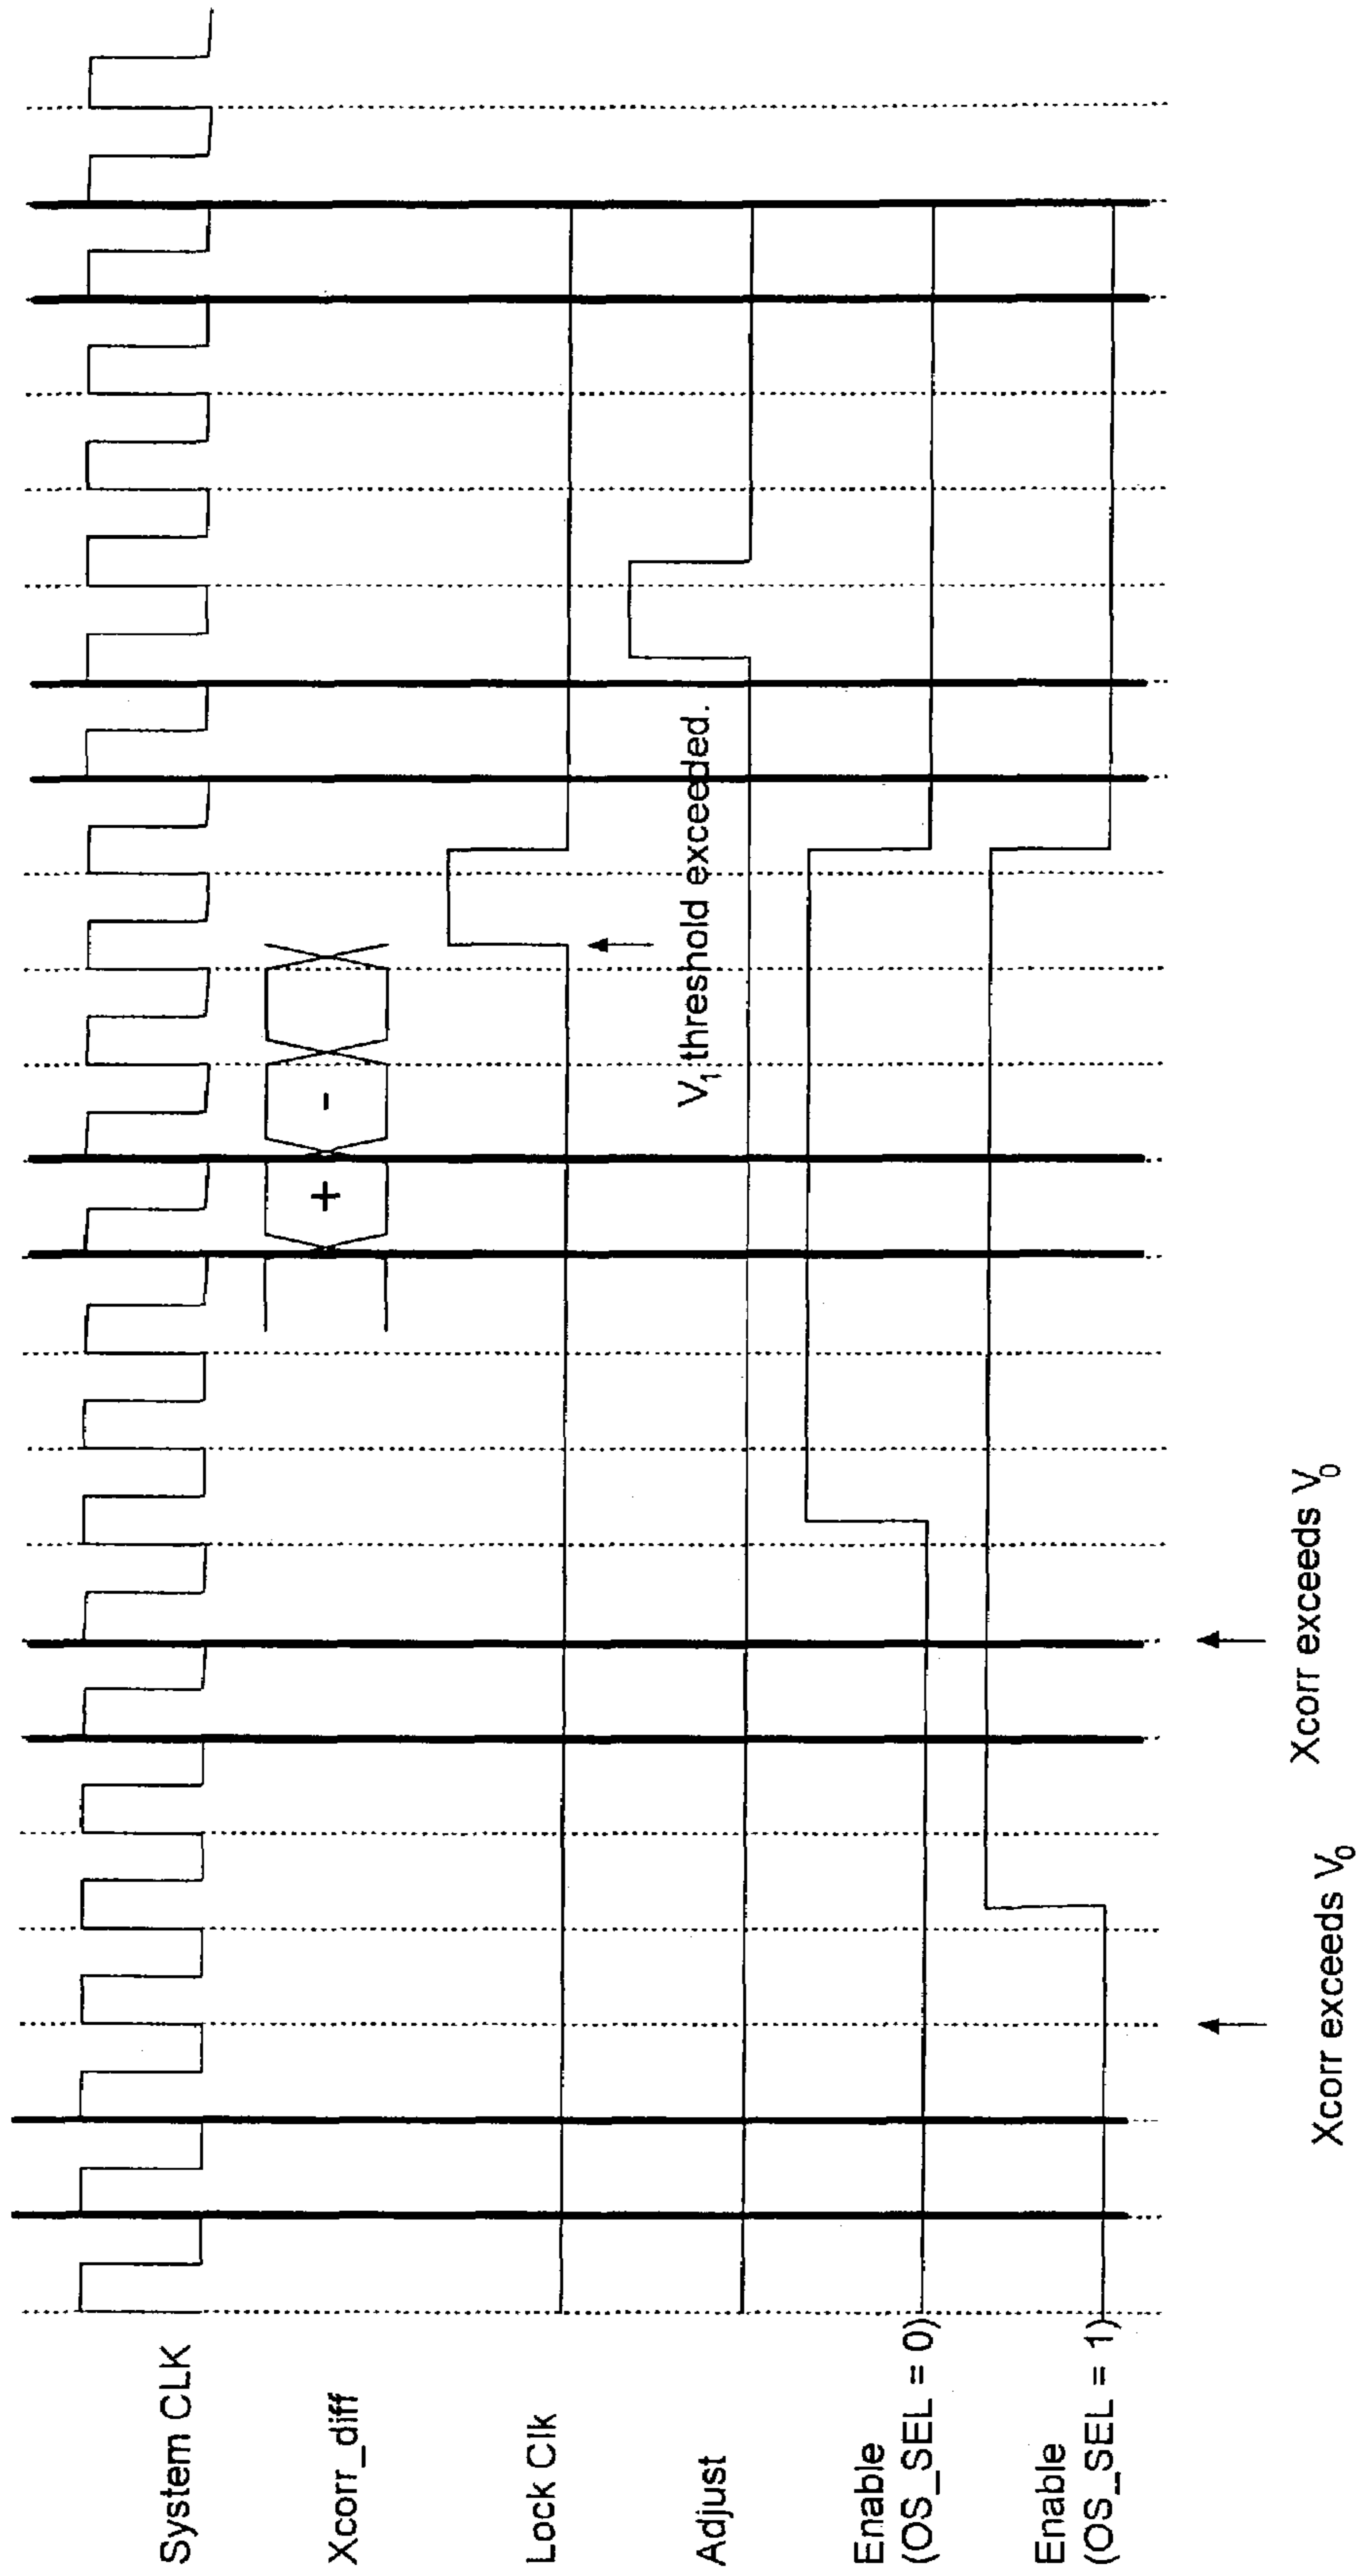 System CLK
Xcorr_diff
+
-
Lock Clk
V₁ threshold exceeded.
Adjust
Enable
(OS_SEL = 0)
Enable
(OS_SEL = 1)
Xcorr exceeds V₀
Xcorr exceeds V₀